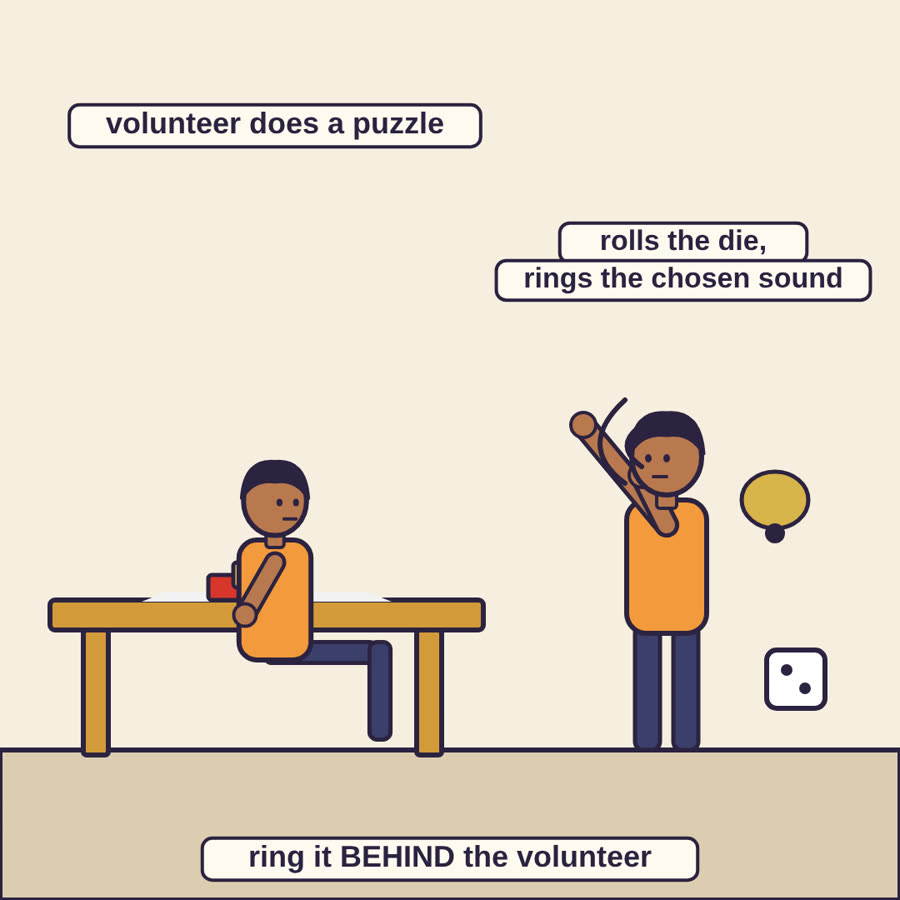 volunteer does a puzzle
rolls the die,
rings the chosen sound
ring it BEHIND the volunteer